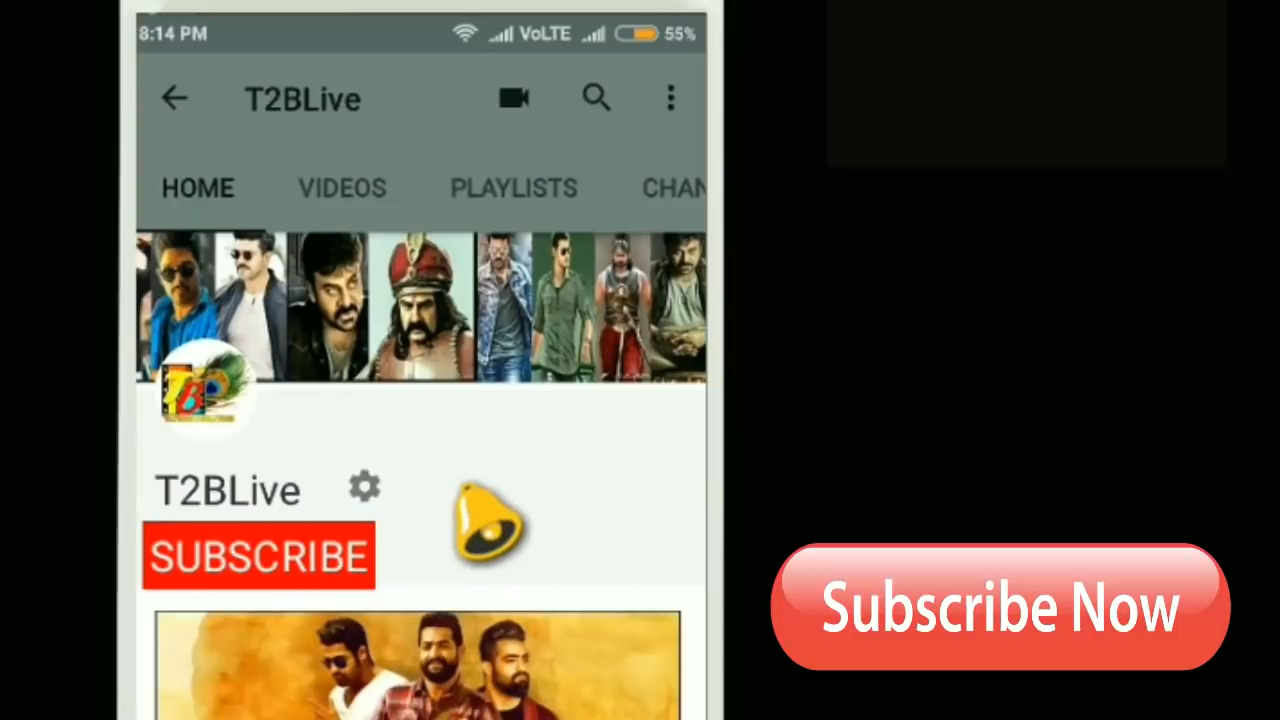 8:14 PM VoLTE 55%
T2BLive
HOME VIDEOS PLAYLISTS CHAN
T2BLive
SUBSCRIBE
Subscribe Now